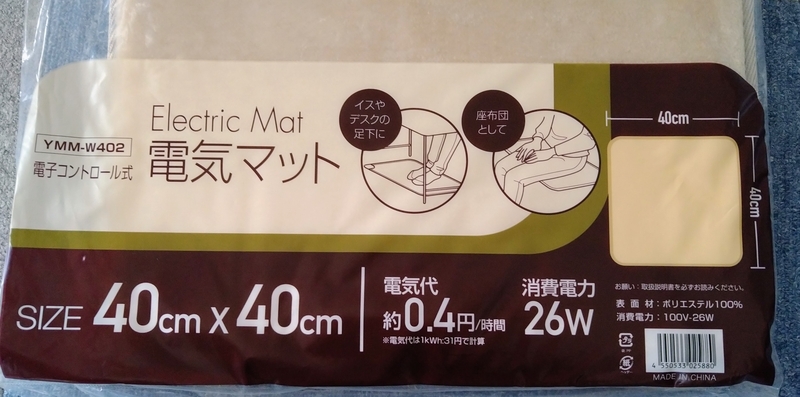 Electric Mat
YMM-W402
電子コントロール式
電気マット
イスや
デスクの
足下に
座布団
として
40cm
40cm
SIZE 40cm x 40cm
電気代
約0.4円/時間
※電気代は1kWh:31円で計算
消費電力
26W
お願い:取扱説明書を必ずお読みください。
表面材:ポリエステル100%
消費電力:100V-26W
4 550533 025880
MADE IN CHINA